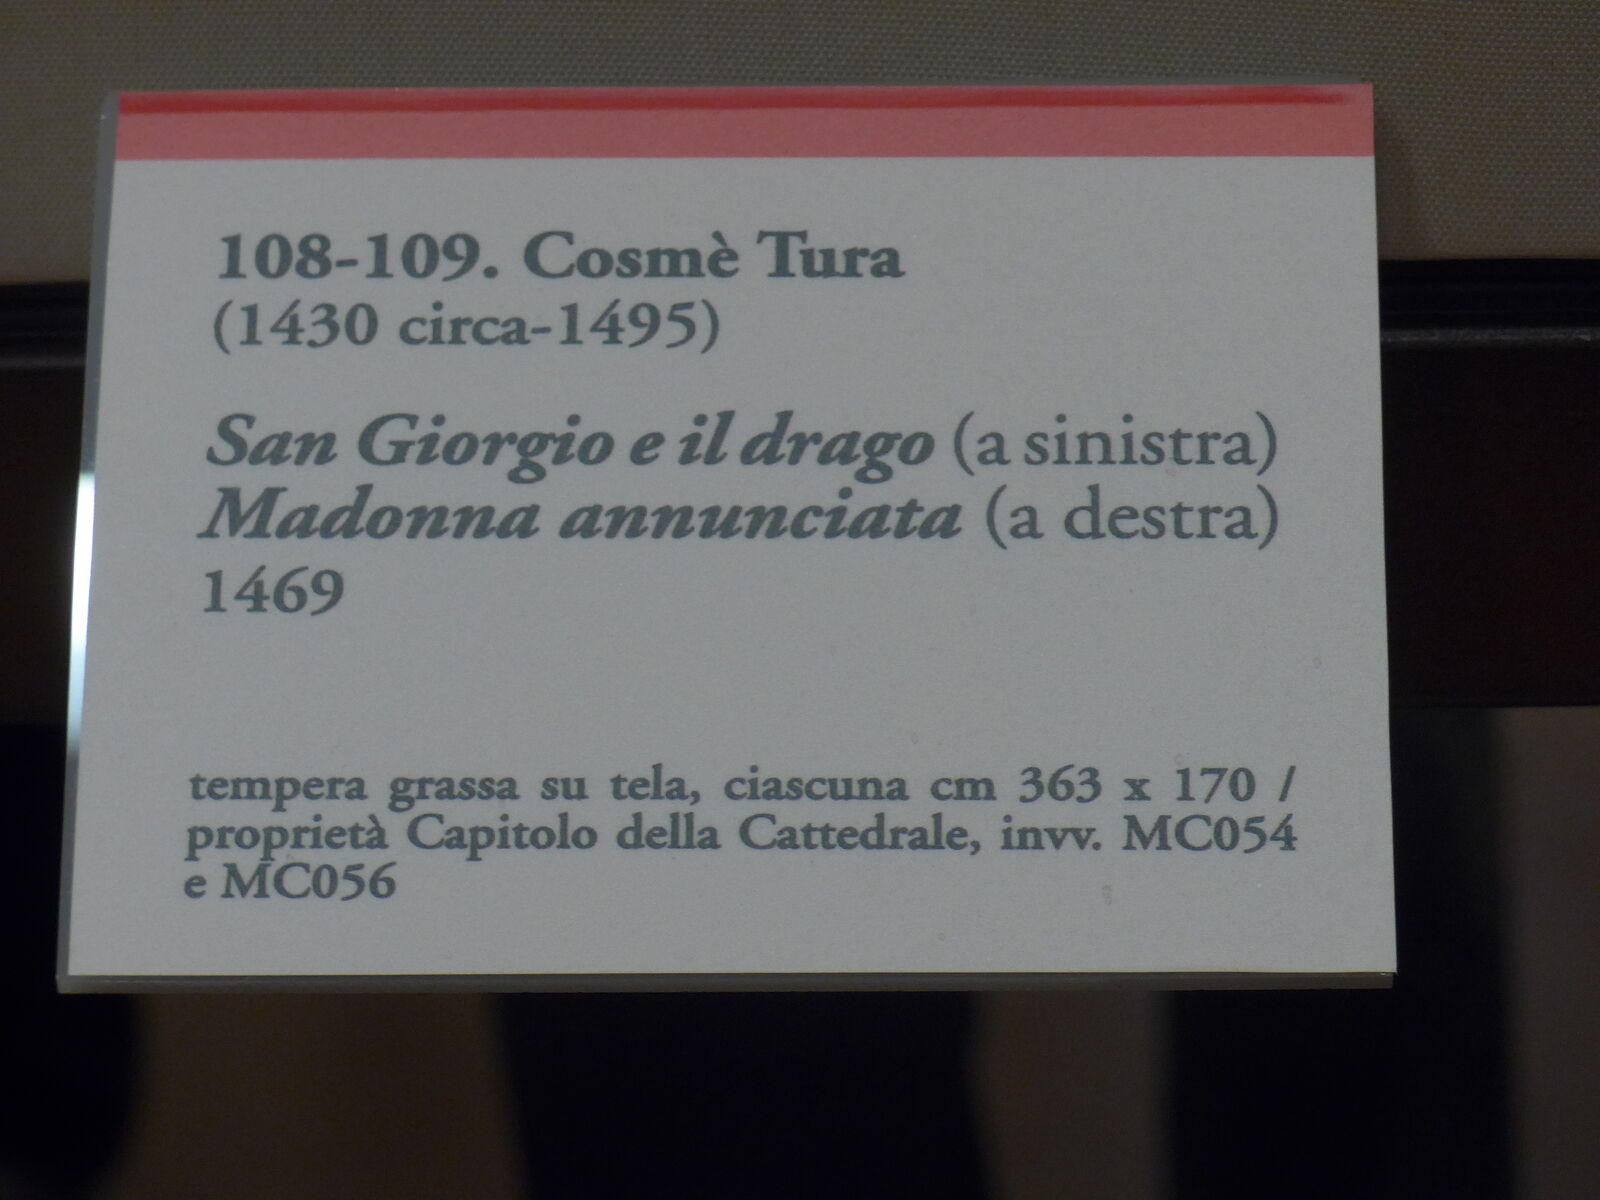 108-109. Cosmè Tura
(1430 circa-1495)
San Giorgio e il drago (a sinistra)
Madonna annunciata (a destra)
1469
tempera grassa su tela, ciascuna cm 363 x 170 /
proprietà Capitolo della Cattedrale, invv. MC054
e MC056